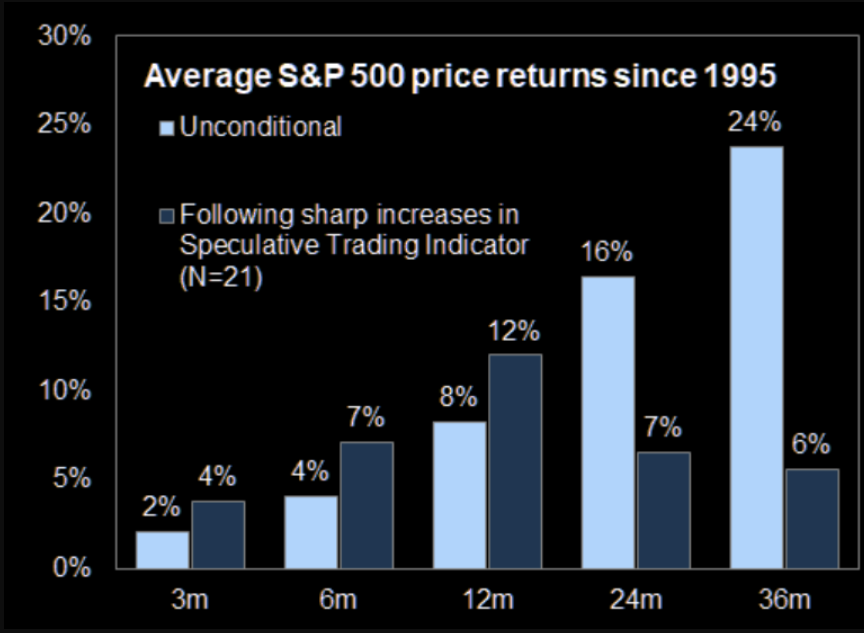 Average S&P 500 price returns since 1995
Unconditional
Following sharp increases in
Speculative Trading Indicator
(N=21)
30%
25%
20%
15%
10%
5%
0%
2%
4%
4%
7%
8%
12%
16%
7%
24%
6%
3m
6m
12m
24m
36m